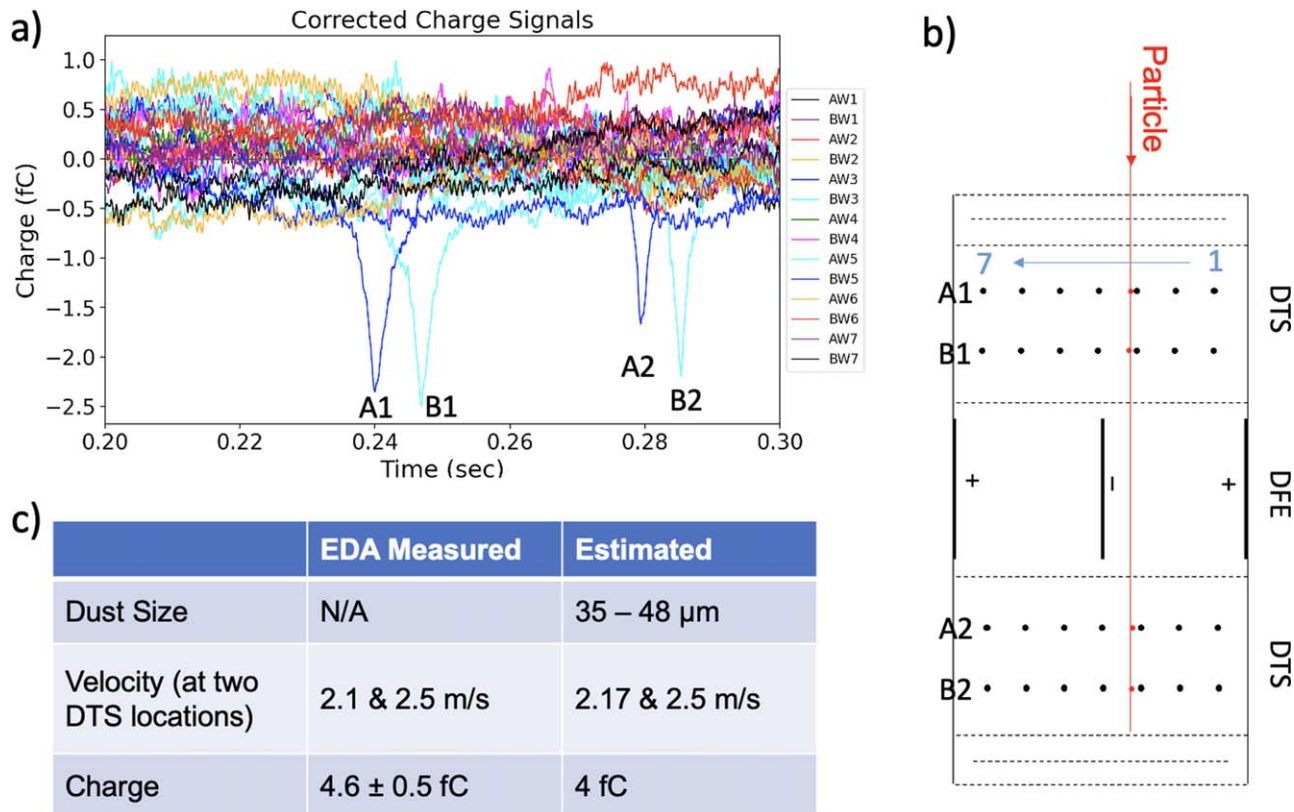 a)
Corrected Charge Signals
Charge (fC)
1.0
0.5
0.0
−0.5
−1.0
−1.5
−2.0
−2.5
A1
B1
A2
B2
0.20
0.22
0.24
0.26
0.28
0.30
Time (sec)
AW1
BW1
AW2
BW2
AW3
BW3
AW4
BW4
AW5
BW5
AW6
BW6
AW7
BW7
b)
Particle
7
1
A1
B1
DTS
+
−
+
DFE
A2
B2
DTS
c)
EDA Measured
Estimated
Dust Size
N/A
35 – 48 µm
Velocity (at two
DTS locations)
2.1 & 2.5 m/s
2.17 & 2.5 m/s
Charge
4.6 ± 0.5 fC
4 fC